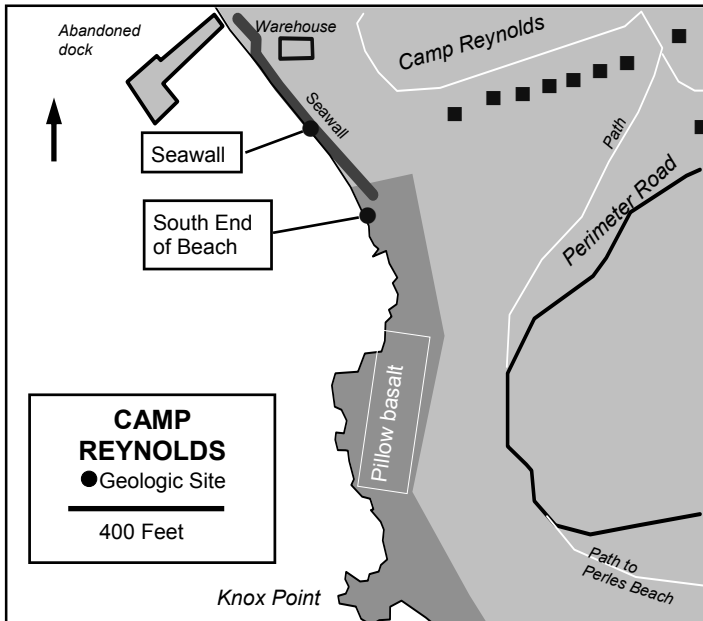 Abandoned
dock
Warehouse
Camp Reynolds
Seawall
Seawall
Path
Perimeter Road
South End
of Beach
Pillow basalt
CAMP
REYNOLDS
Geologic Site
400 Feet
Knox Point
Path to
Perles Beach